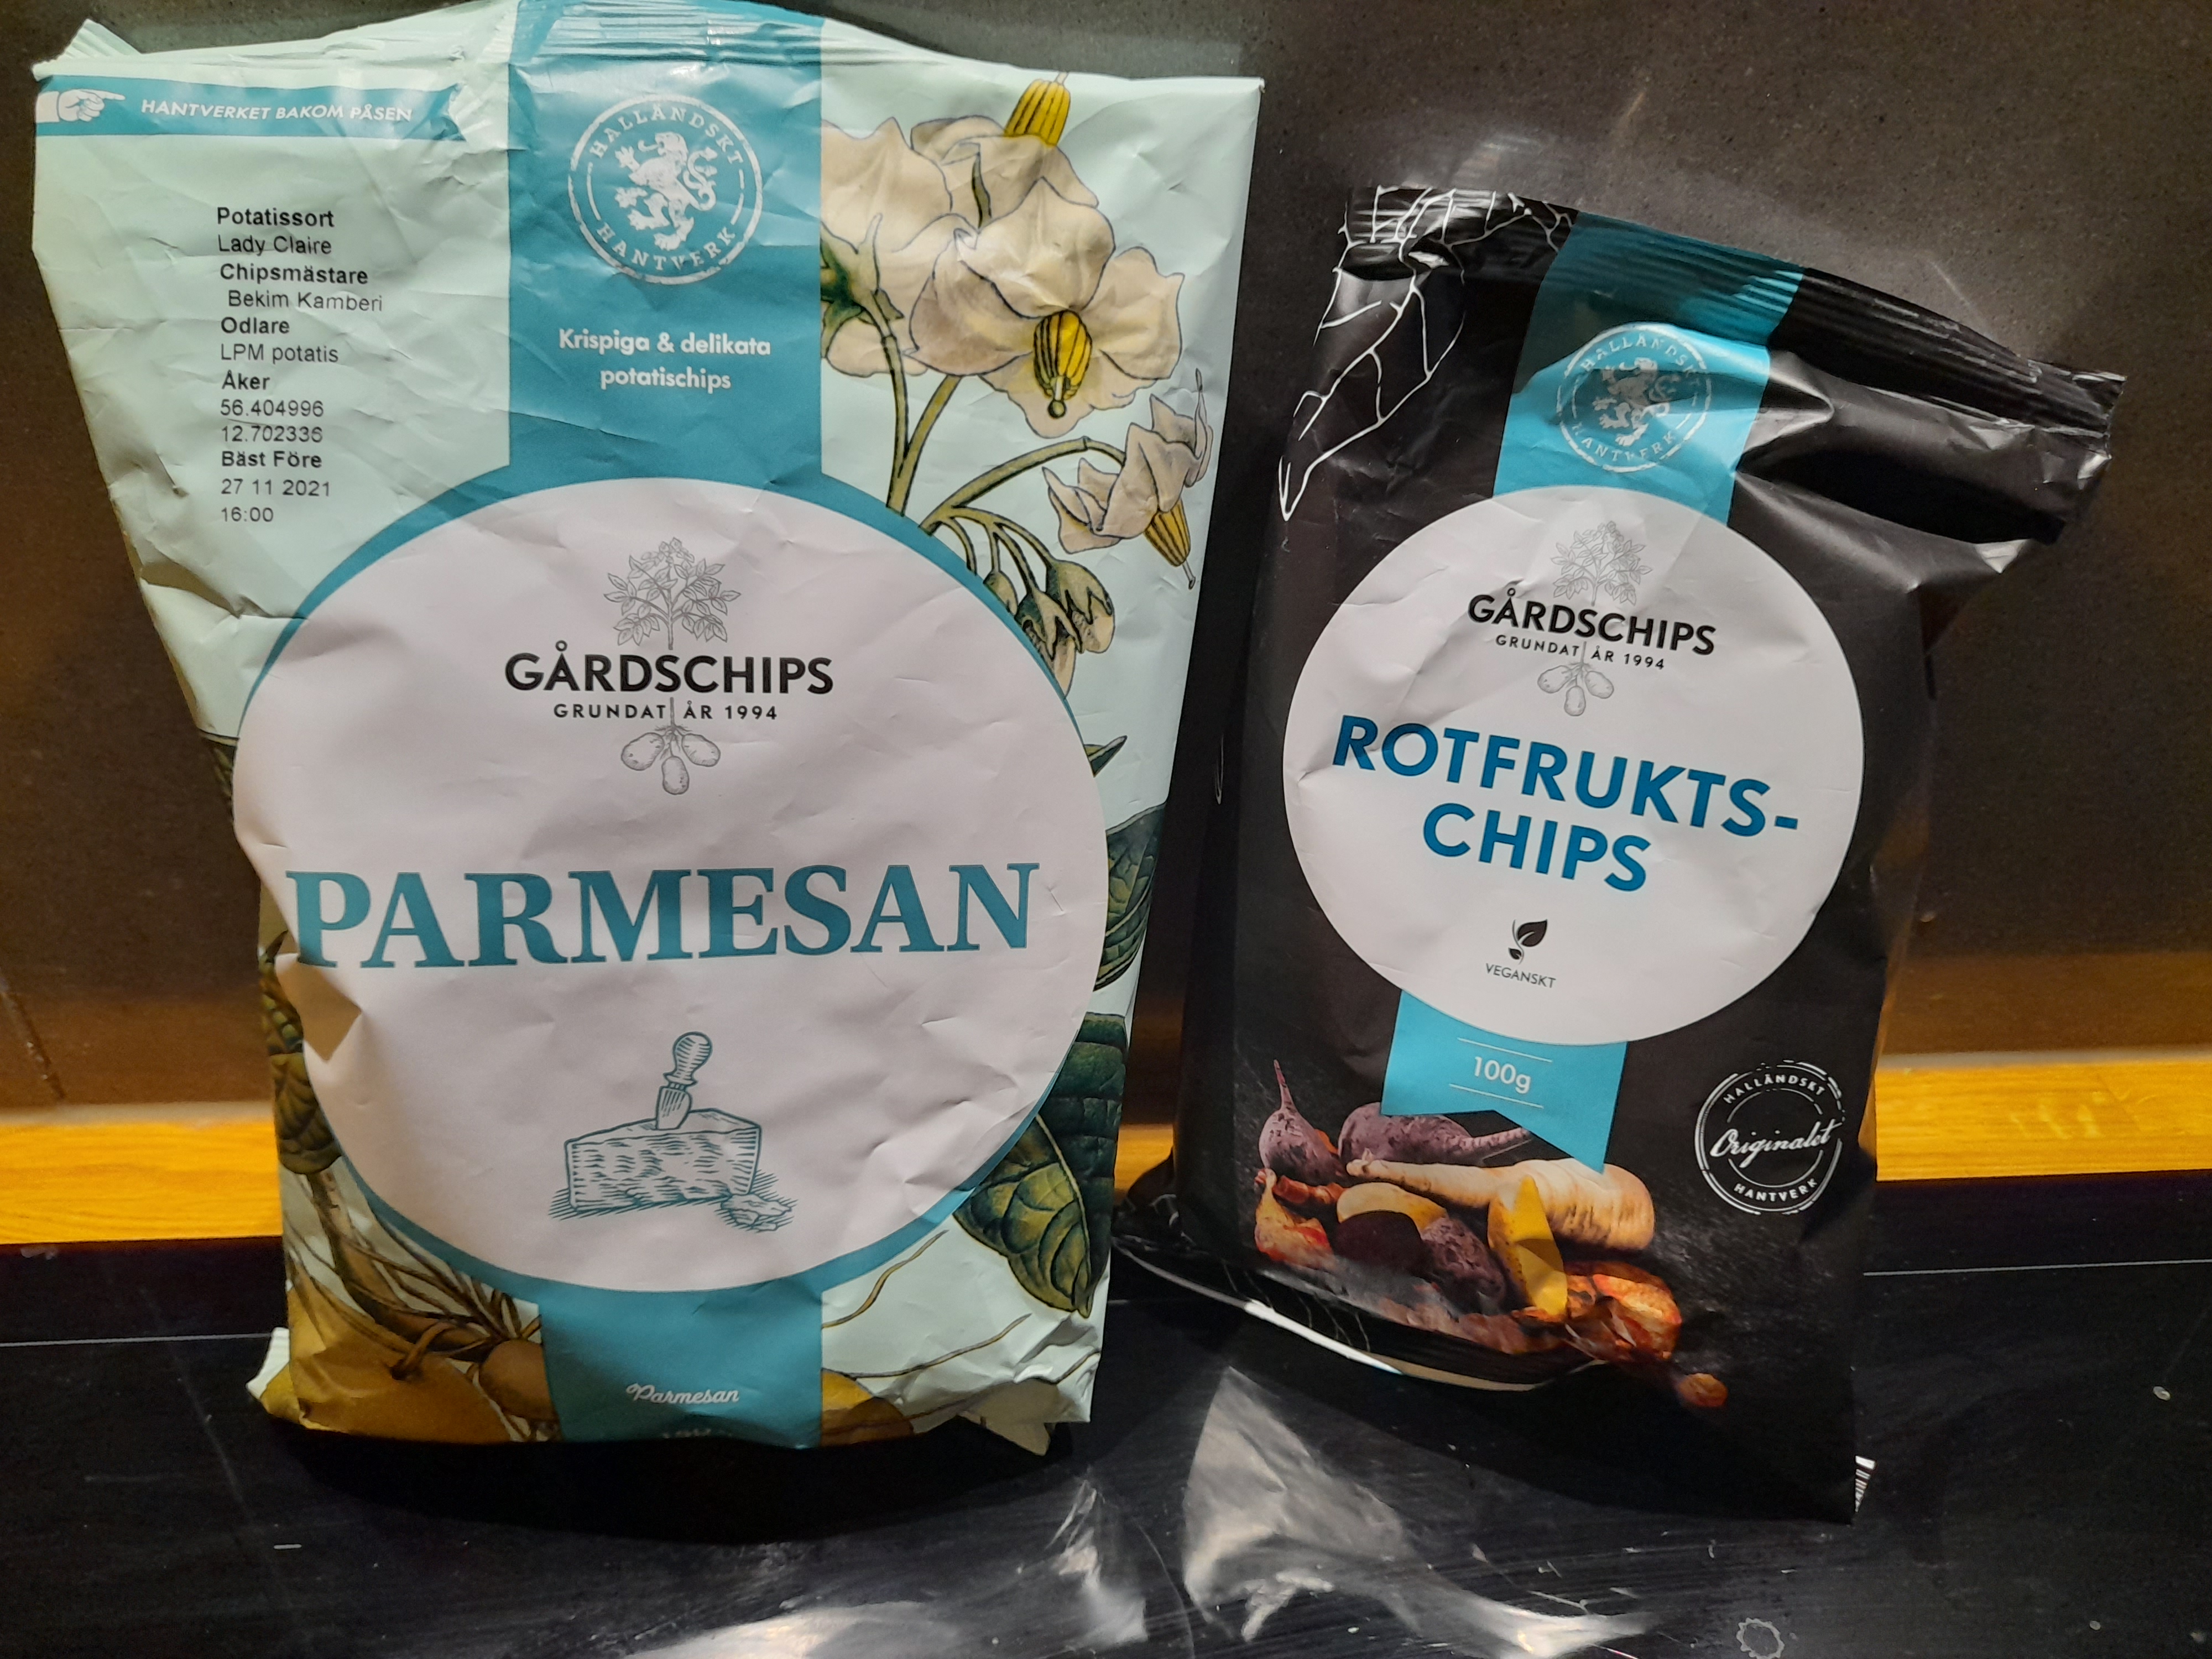 HANTVERKET BAKOM PÅSEN
Potatissort
Lady Claire
Chipsmästare
Bekim Kamberi
Odlare
LPM potatis
Åker
56.404996
12.702336
Bäst Före
27 11 2021
16:00
HALLÄNDSKT
HANTVERK
Krispiga & delikata
potatischips
GÅRDSCHIPS
GRUNDAT ÅR 1994
PARMESAN
Parmesan
HALLÄNDSKT
HANTVERK
GÅRDSCHIPS
GRUNDAT ÅR 1994
ROTFRUKTS-
CHIPS
VEGANSKT
100g
HALLÄNDSKT
Originalet
HANTVERK